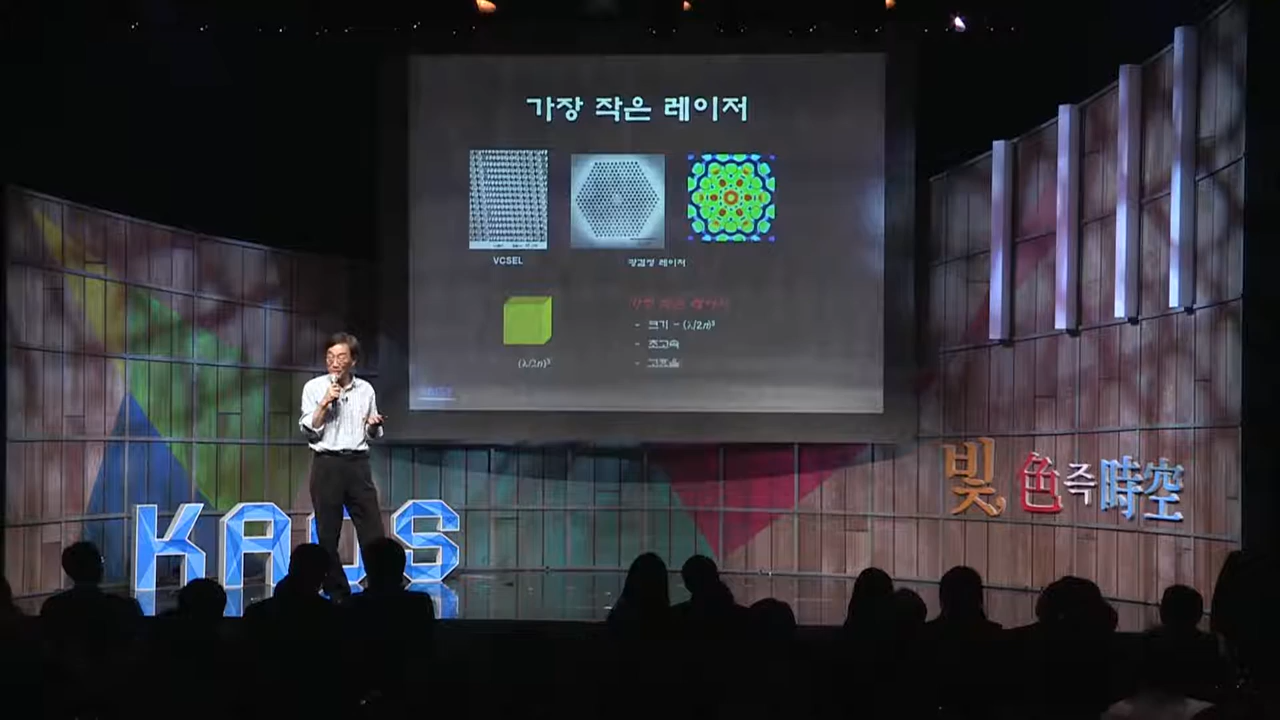 가장 작은 레이저
VCSEL
광결정 레이저
가장 작은 레이저
- 크기 ~ (λ/2n)³
- 초고속
- 고효율
(λ/2n)³
KAOS
빛, 色즉時空